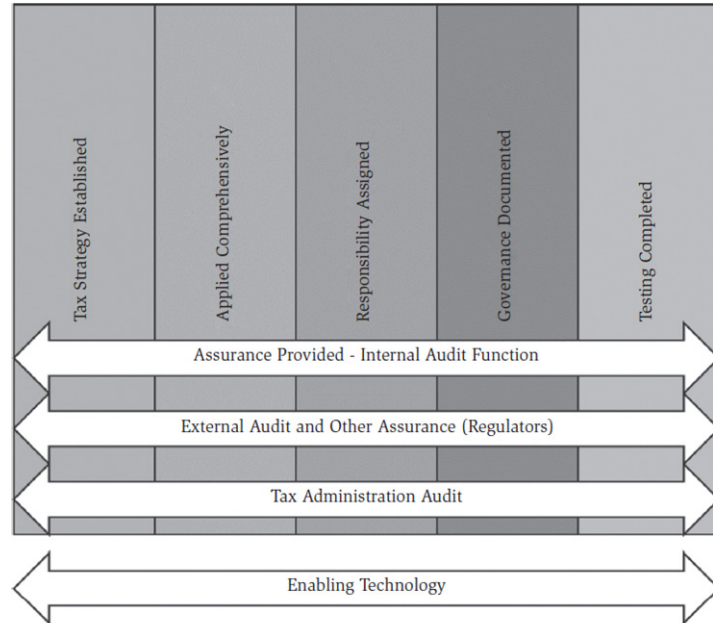 Tax Strategy Established
Applied Comprehensively
Responsibility Assigned
Governance Documented
Testing Completed
Assurance Provided - Internal Audit Function
External Audit and Other Assurance (Regulators)
Tax Administration Audit
Enabling Technology